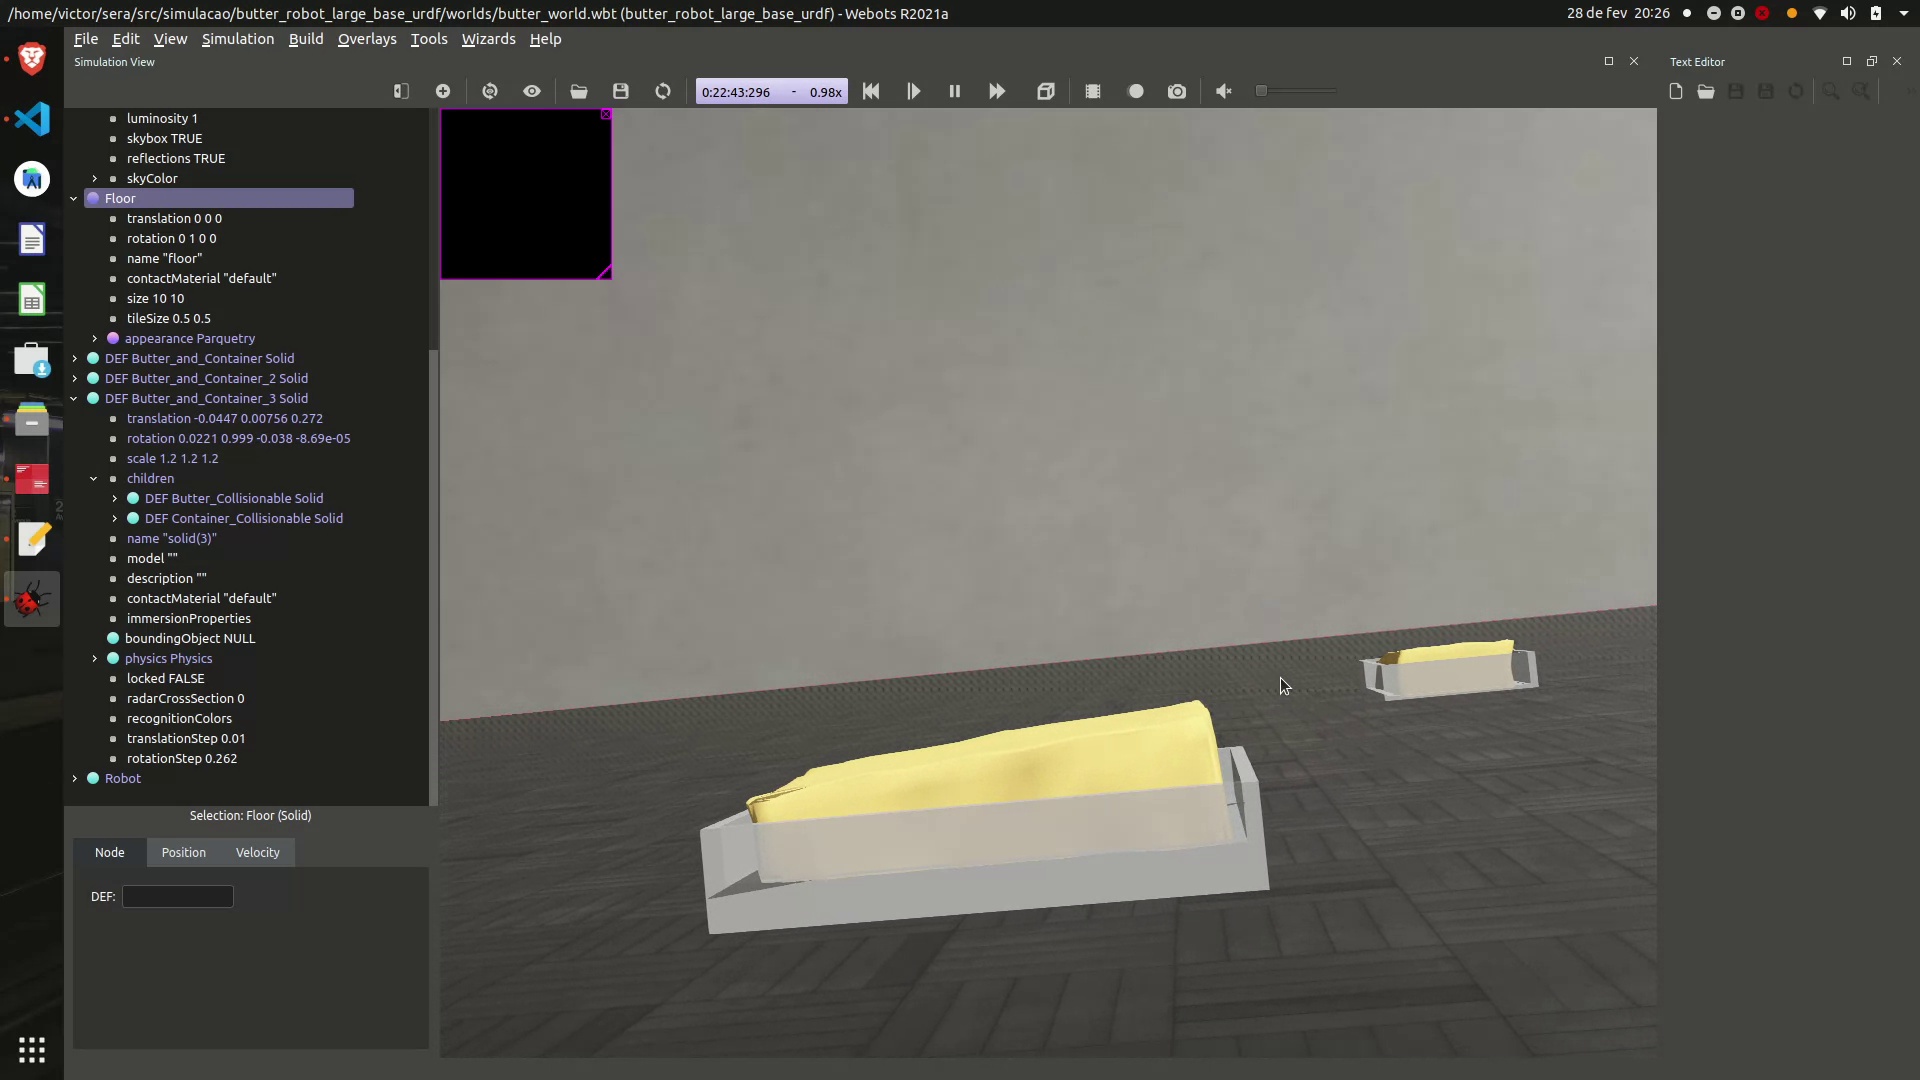 /home/victor/sera/src/simulacao/butter_robot_large_base_urdf/worlds/butter_world.wbt (butter_robot_large_base_urdf) - Webots R2021a
28 de fev 20:26
File Edit View Simulation Build Overlays Tools Wizards Help
Simulation View
Text Editor
0:22:43:296 - 0.98x
luminosity 1
skybox TRUE
reflections TRUE
skyColor
Floor
translation 0 0 0
rotation 0 1 0 0
name "floor"
contactMaterial "default"
size 10 10
tileSize 0.5 0.5
appearance Parquetry
DEF Butter_and_Container Solid
DEF Butter_and_Container_2 Solid
DEF Butter_and_Container_3 Solid
translation -0.0447 0.00756 0.272
rotation 0.0221 0.999 -0.038 -8.69e-05
scale 1.2 1.2 1.2
children
DEF Butter_Collisionable Solid
DEF Container_Collisionable Solid
name "solid(3)"
model ""
description ""
contactMaterial "default"
immersionProperties
boundingObject NULL
physics Physics
locked FALSE
radarCrossSection 0
recognitionColors
translationStep 0.01
rotationStep 0.262
Robot
Selection: Floor (Solid)
Node Position Velocity
DEF: